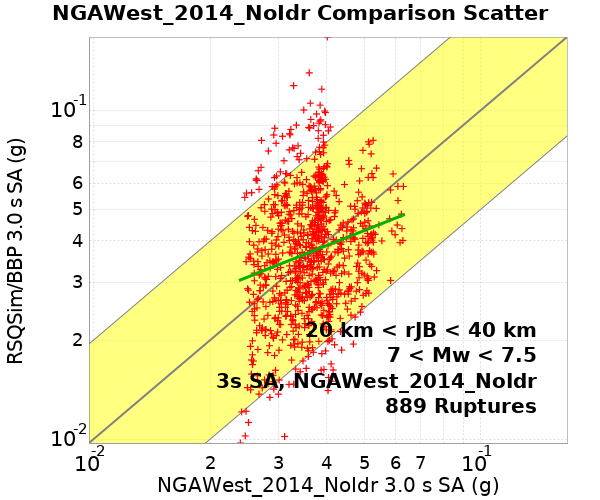 NGAWest_2014_NoIdr Comparison Scatter
RSQSim/BBP 3.0 s SA (g)
10-1
8
6
5
4
3
2
10-2
20 km < rJB < 40 km
7 < Mw < 7.5
3s SA, NGAWest_2014_NoIdr
889 Ruptures
10-2 2 3 4 5 6 7 10-1
NGAWest_2014_NoIdr 3.0 s SA (g)